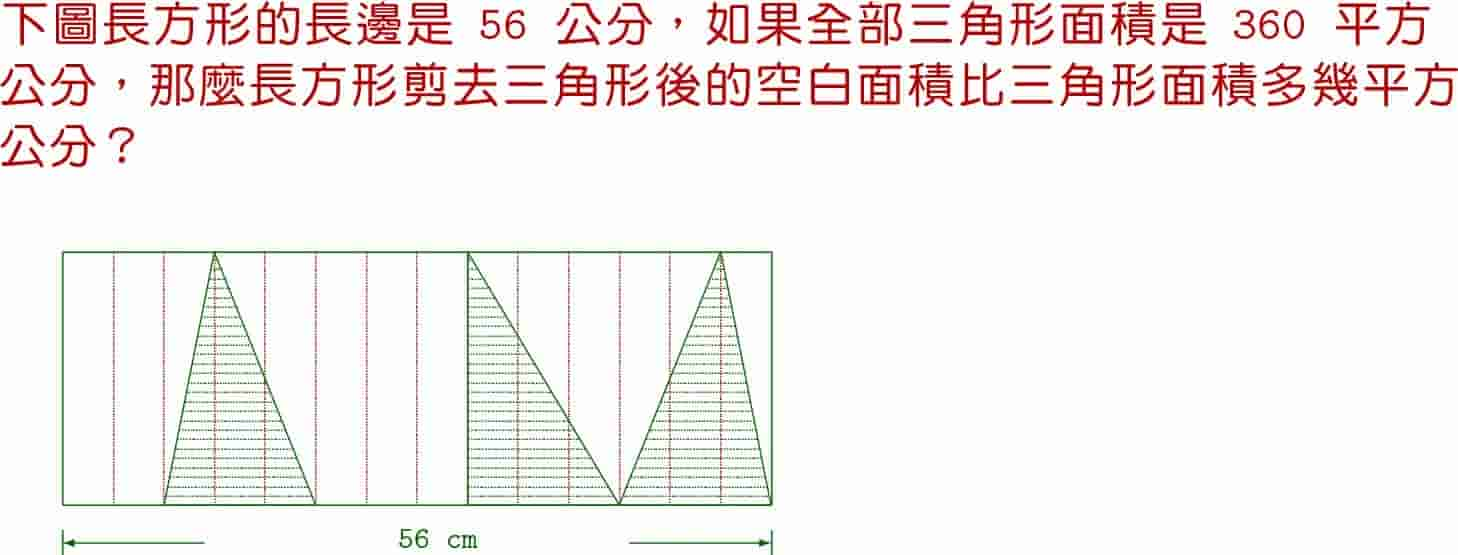 下圖長方形的長邊是 56 公分，如果全部三角形面積是 360 平方
公分，那麼長方形剪去三角形後的空白面積比三角形面積多幾平方
公分？
56 cm